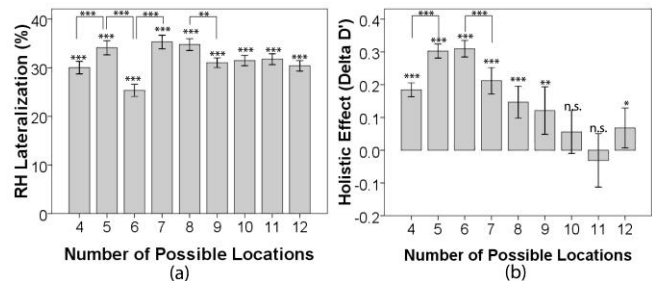 *** *** *** **
*** *** *** *** *** *** *** *** ***
RH Lateralization (%)
40
30
20
10
0
4 5 6 7 8 9 10 11 12
Number of Possible Locations
(a)
*** ***
*** *** *** *** *** ** n.s. n.s. *
Holistic Effect (Delta D')
0.4
0.3
0.2
0.1
0.0
-0.1
-0.2
4 5 6 7 8 9 10 11 12
Number of Possible Locations
(b)